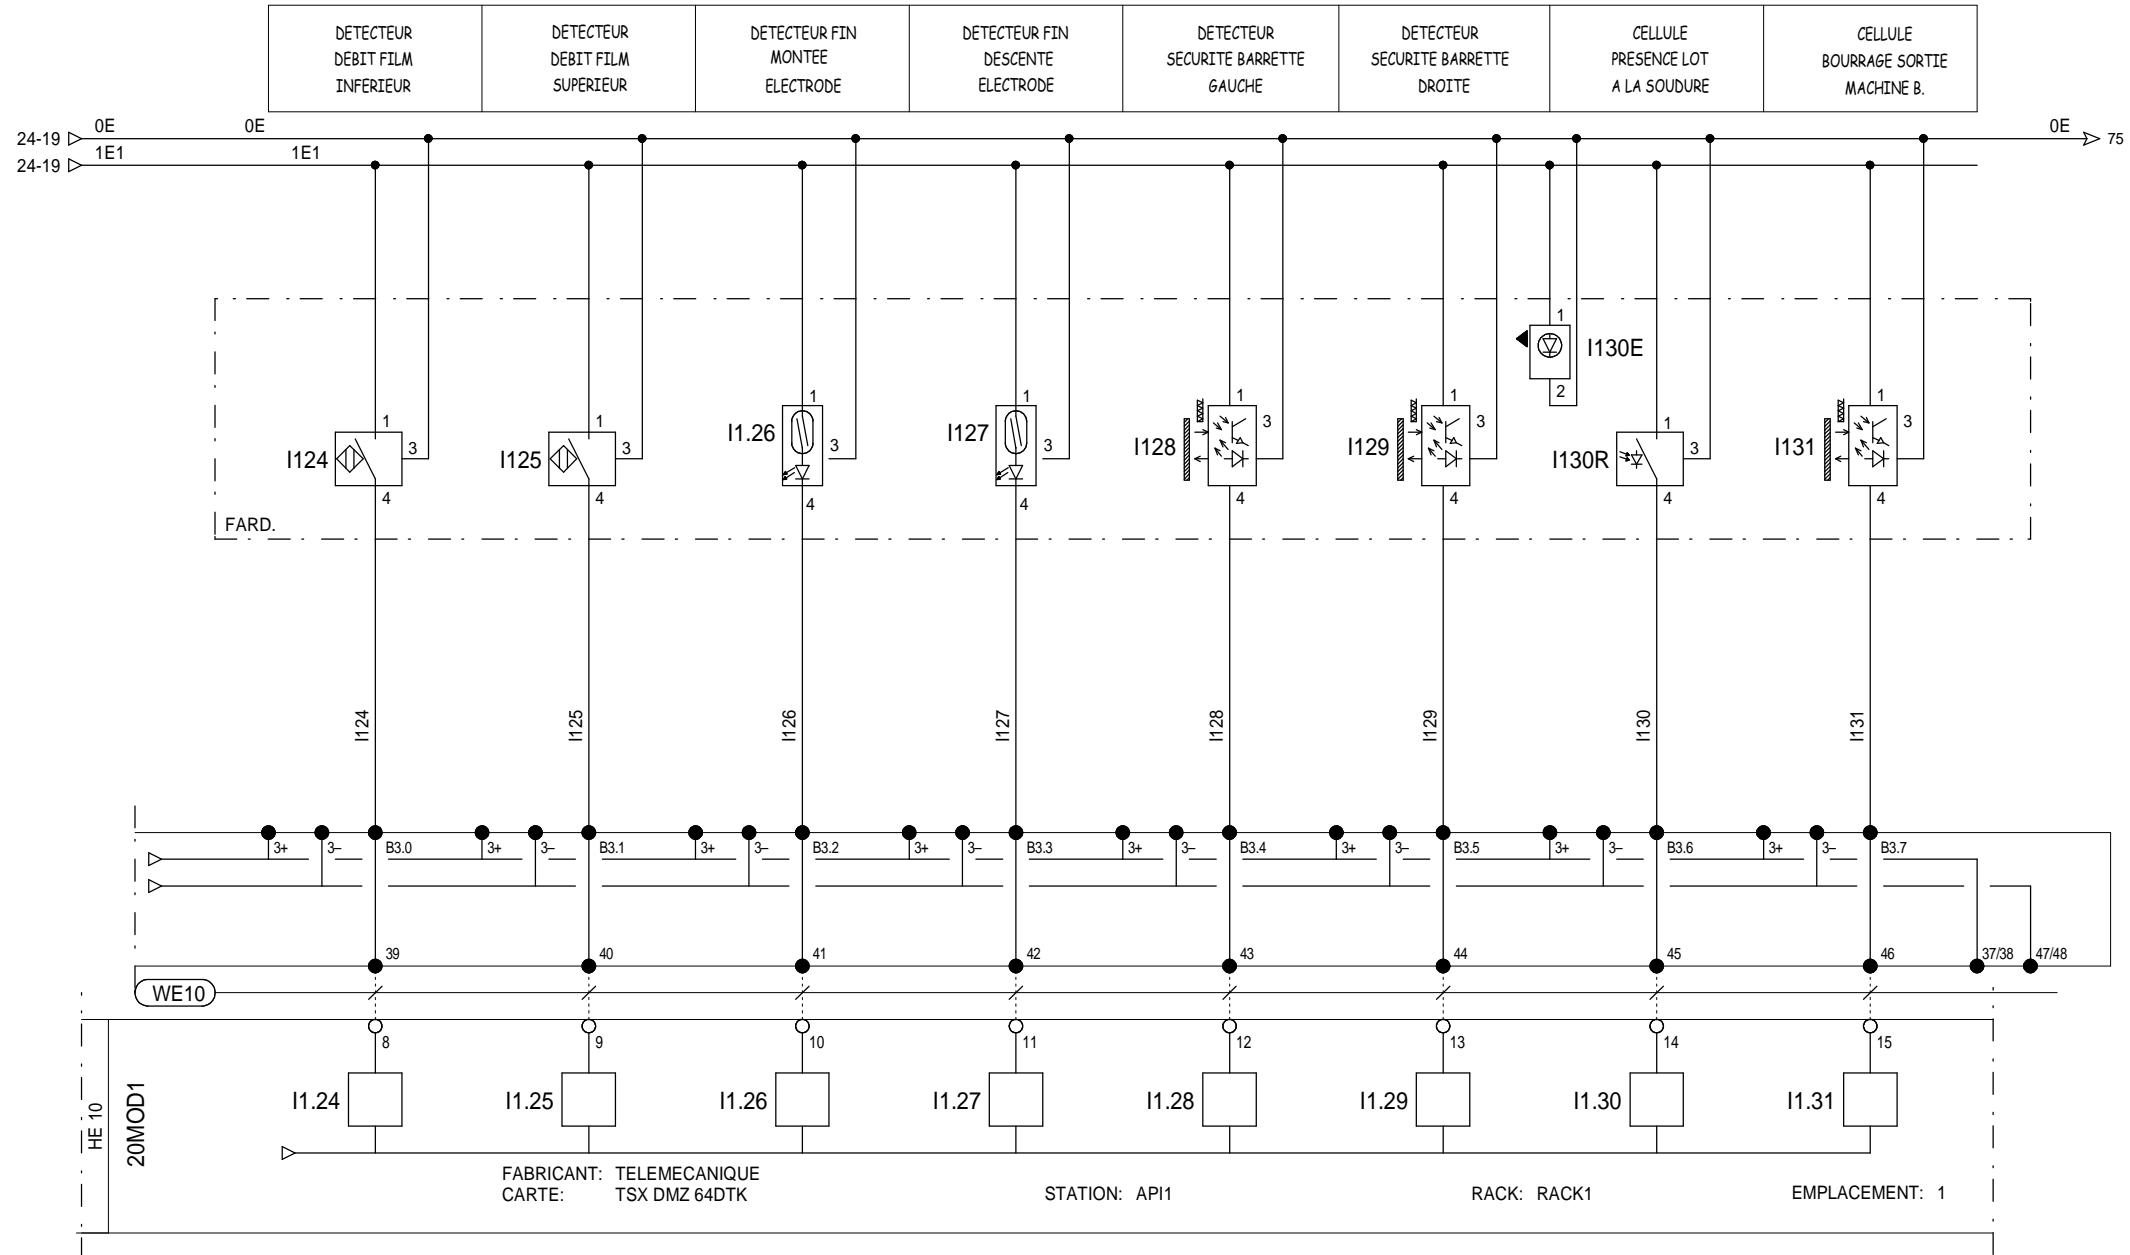 DETECTEUR
DEBIT FILM
INFERIEUR
DETECTEUR
DEBIT FILM
SUPERIEUR
DETECTEUR FIN
MONTEE
ELECTRODE
DETECTEUR FIN
DESCENTE
ELECTRODE
DETECTEUR
SECURITE BARRETTE
GAUCHE
DETECTEUR
SECURITE BARRETTE
DROITE
CELLULE
PRESENCE LOT
A LA SOUDURE
CELLULE
BOURRAGE SORTIE
MACHINE B.
24-19 0E 0E 0E 75
24-19 1E1 1E1
1
I130E
2
1 3 I124 4
1 3 I125 4
1 3 I1.26 4
1 3 I127 4
1 3 I128 4
1 3 I129 4
1 3 I130R 4
1 3 I131 4
FARD.
I124 I125 I126 I127 I128 I129 I130 I131
3+ 3– B3.0 3+ 3– B3.1 3+ 3– B3.2 3+ 3– B3.3 3+ 3– B3.4 3+ 3– B3.5 3+ 3– B3.6 3+ 3– B3.7
39 40 41 42 43 44 45 46 37/38 47/48
WE10
8 9 10 11 12 13 14 15
HE 10
20MOD1
I1.24 I1.25 I1.26 I1.27 I1.28 I1.29 I1.30 I1.31
FABRICANT: TELEMECANIQUE
CARTE: TSX DMZ 64DTK
STATION: API1
RACK: RACK1
EMPLACEMENT: 1